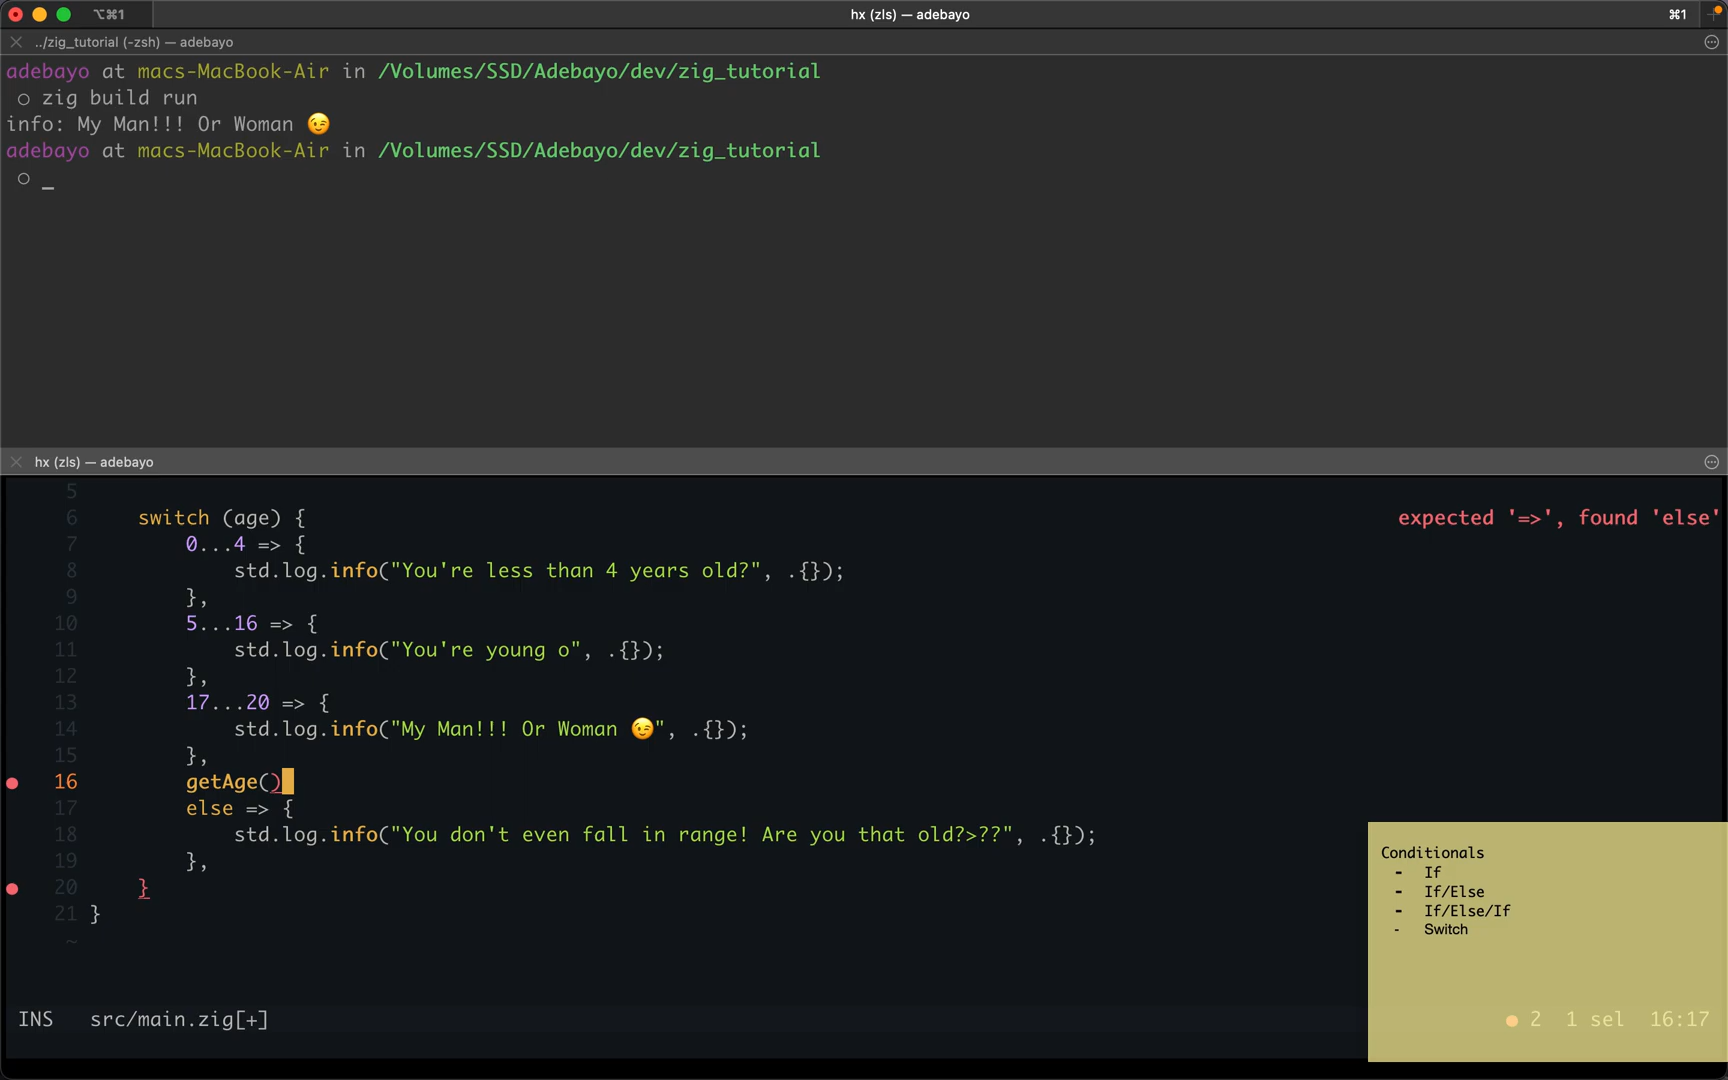 ⌥⌘1
hx (zls) — adebayo
⌘1
../zig_tutorial (-zsh) — adebayo
adebayo at macs-MacBook-Air in /Volumes/SSD/Adebayo/dev/zig_tutorial
○ zig build run
info: My Man!!! Or Woman 😉
adebayo at macs-MacBook-Air in /Volumes/SSD/Adebayo/dev/zig_tutorial
○ _
hx (zls) — adebayo
5
6 switch (age) { expected '=>', found 'else'
7 0...4 => {
8 std.log.info("You're less than 4 years old?", .{});
9 },
10 5...16 => {
11 std.log.info("You're young o", .{});
12 },
13 17...20 => {
14 std.log.info("My Man!!! Or Woman 😉", .{});
15 },
16 getAge()
17 else => {
18 std.log.info("You don't even fall in range! Are you that old?>??", .{});
19 },
20 }
21 }
~
Conditionals
- If
- If/Else
- If/Else/If
- Switch
INS src/main.zig[+] ● 2 1 sel 16:17